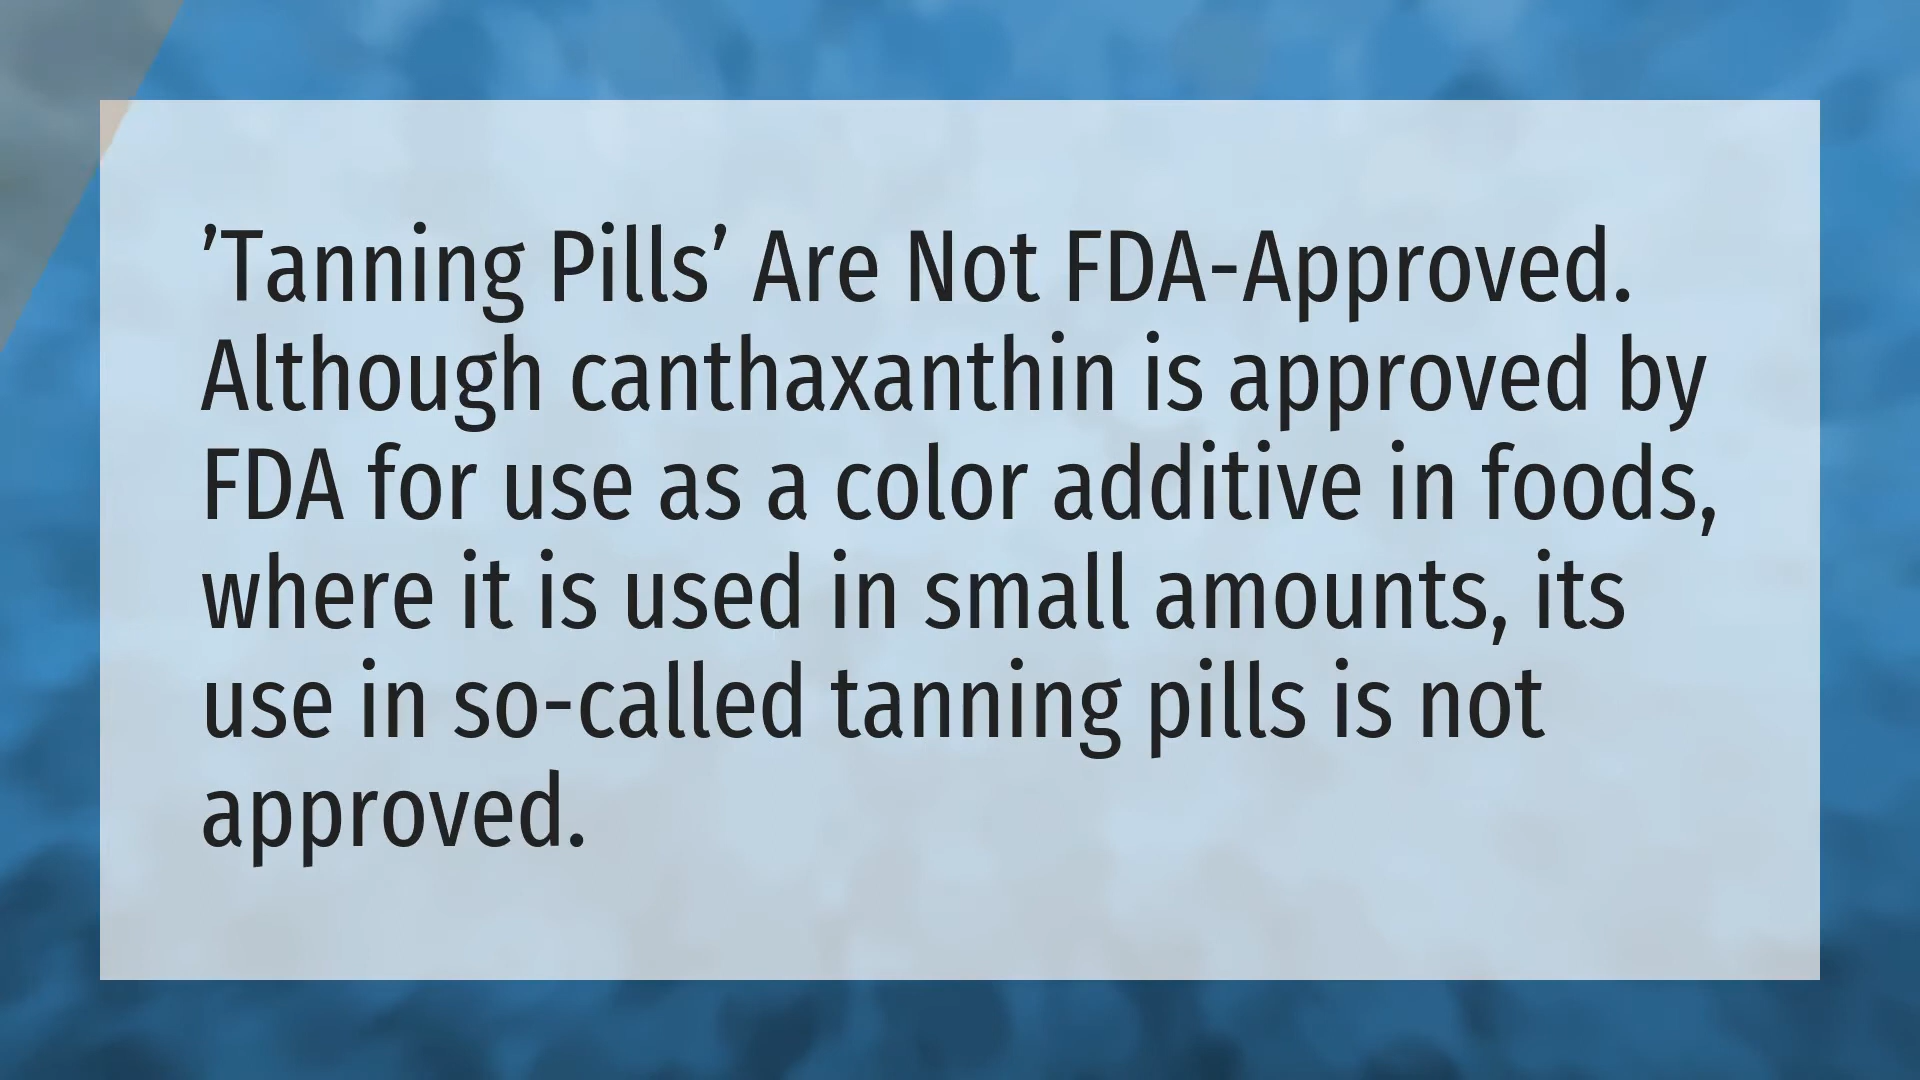 ’Tanning Pills’ Are Not FDA-Approved.
Although canthaxanthin is approved by
FDA for use as a color additive in foods,
where it is used in small amounts, its
use in so-called tanning pills is not
approved.